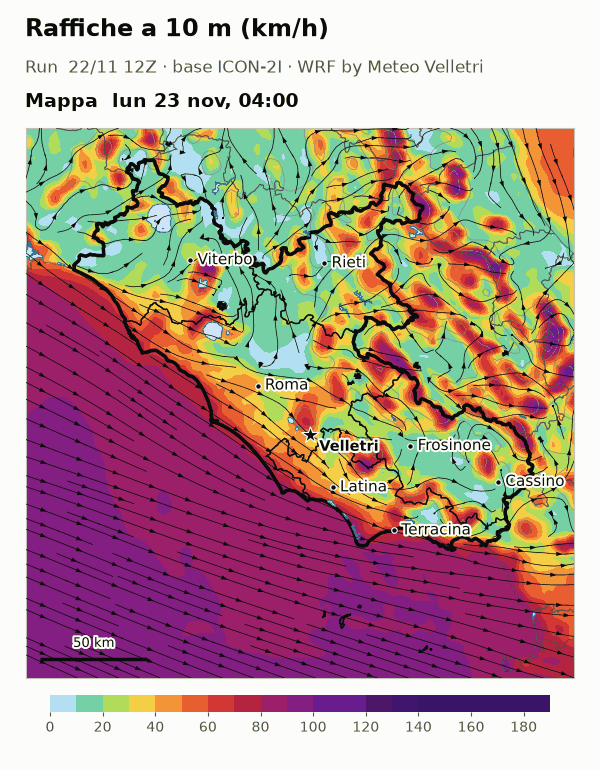 Raffiche a 10 m (km/h)
Run 22/11 12Z · base ICON-2I · WRF by Meteo Velletri
Mappa lun 23 nov, 04:00
Viterbo
Rieti
Roma
Velletri
Frosinone
Cassino
Latina
Terracina
50 km
0 20 40 60 80 100 120 140 160 180